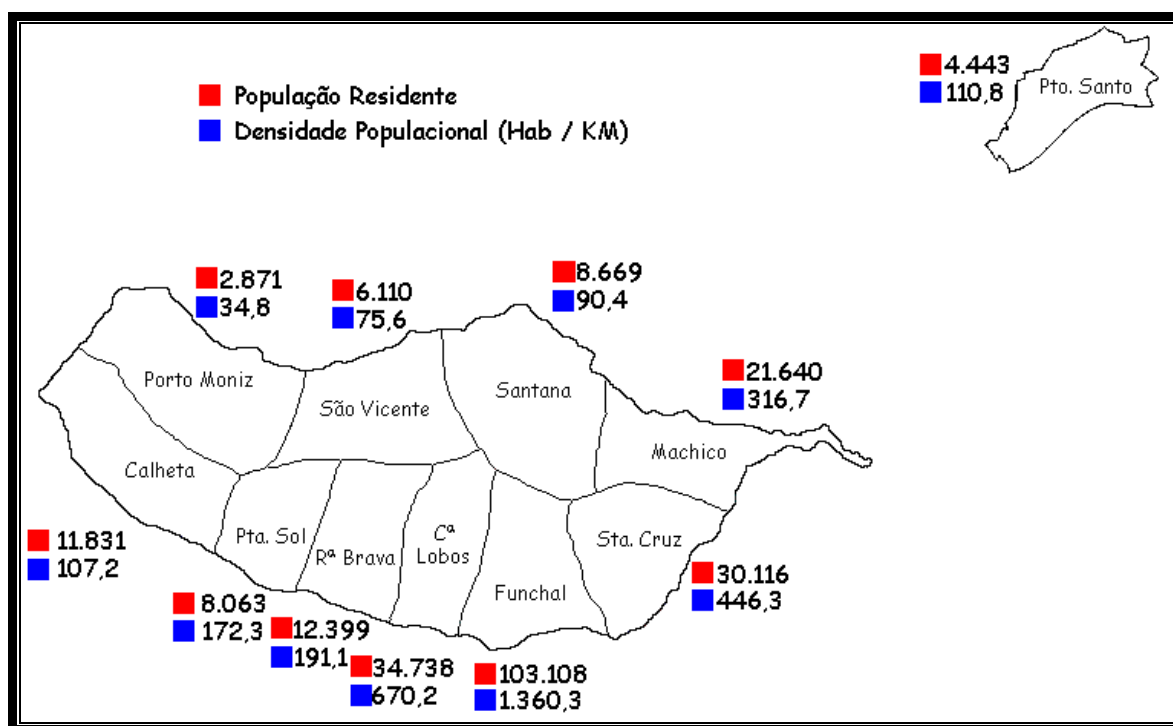 4.443
110,8
Pto. Santo
População Residente
Densidade Populacional (Hab / KM)
2.871
34,8
6.110
75,6
8.669
90,4
21.640
316,7
Porto Moniz
São Vicente
Santana
Machico
Calheta
Pta. Sol
Rª Brava
Cª
Lobos
Funchal
Sta. Cruz
11.831
107,2
8.063
172,3
12.399
191,1
34.738
670,2
103.108
1.360,3
30.116
446,3